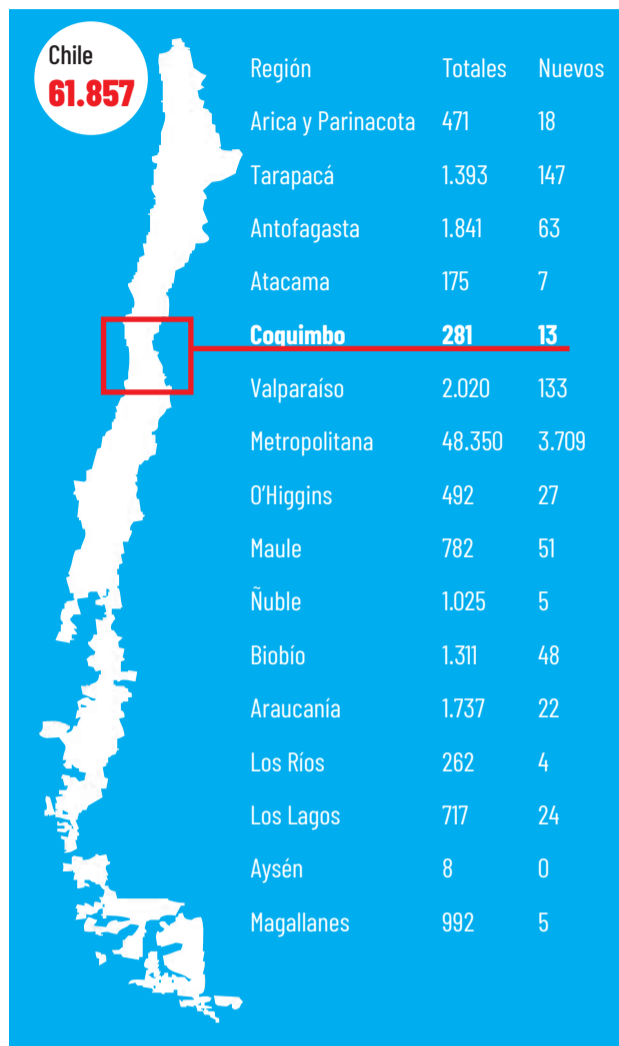 Chile
61.857
Región Totales Nuevos
Arica y Parinacota 471 18
Tarapacá 1.393 147
Antofagasta 1.841 63
Atacama 175 7
Coquimbo 281 13
Valparaíso 2.020 133
Metropolitana 48.350 3.709
O'Higgins 492 27
Maule 782 51
Ñuble 1.025 5
Biobío 1.311 48
Araucanía 1.737 22
Los Ríos 262 4
Los Lagos 717 24
Aysén 8 0
Magallanes 992 5